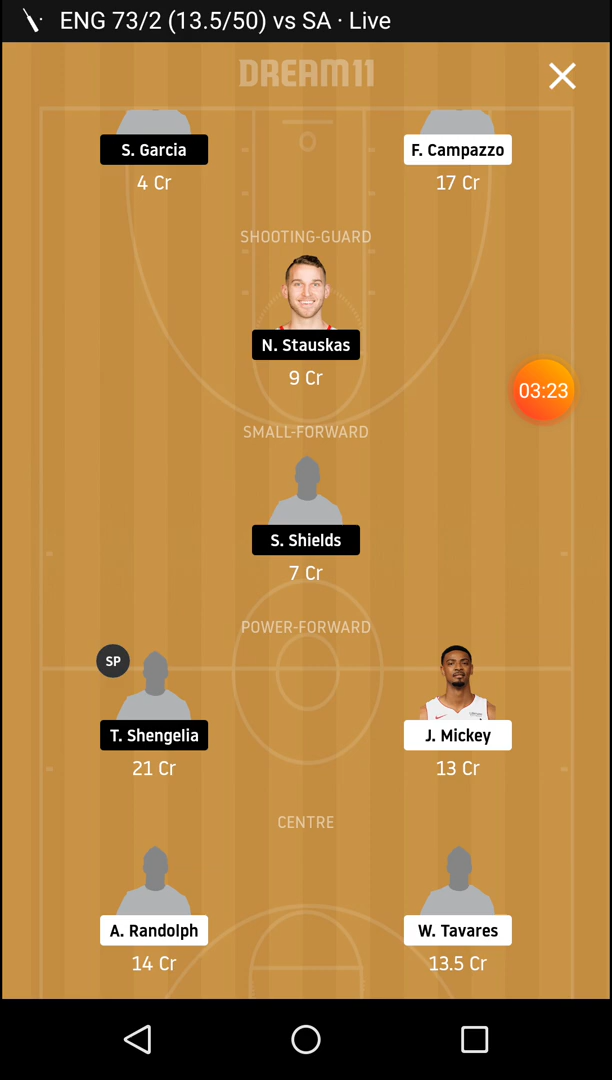 ENG 73/2 (13.5/50) vs SA · Live
DREAM11
S. Garcia
F. Campazzo
4 Cr
17 Cr
SHOOTING-GUARD
N. Stauskas
9 Cr
03:23
SMALL-FORWARD
S. Shields
7 Cr
POWER-FORWARD
SP
T. Shengelia
J. Mickey
21 Cr
13 Cr
CENTRE
A. Randolph
W. Tavares
14 Cr
13.5 Cr